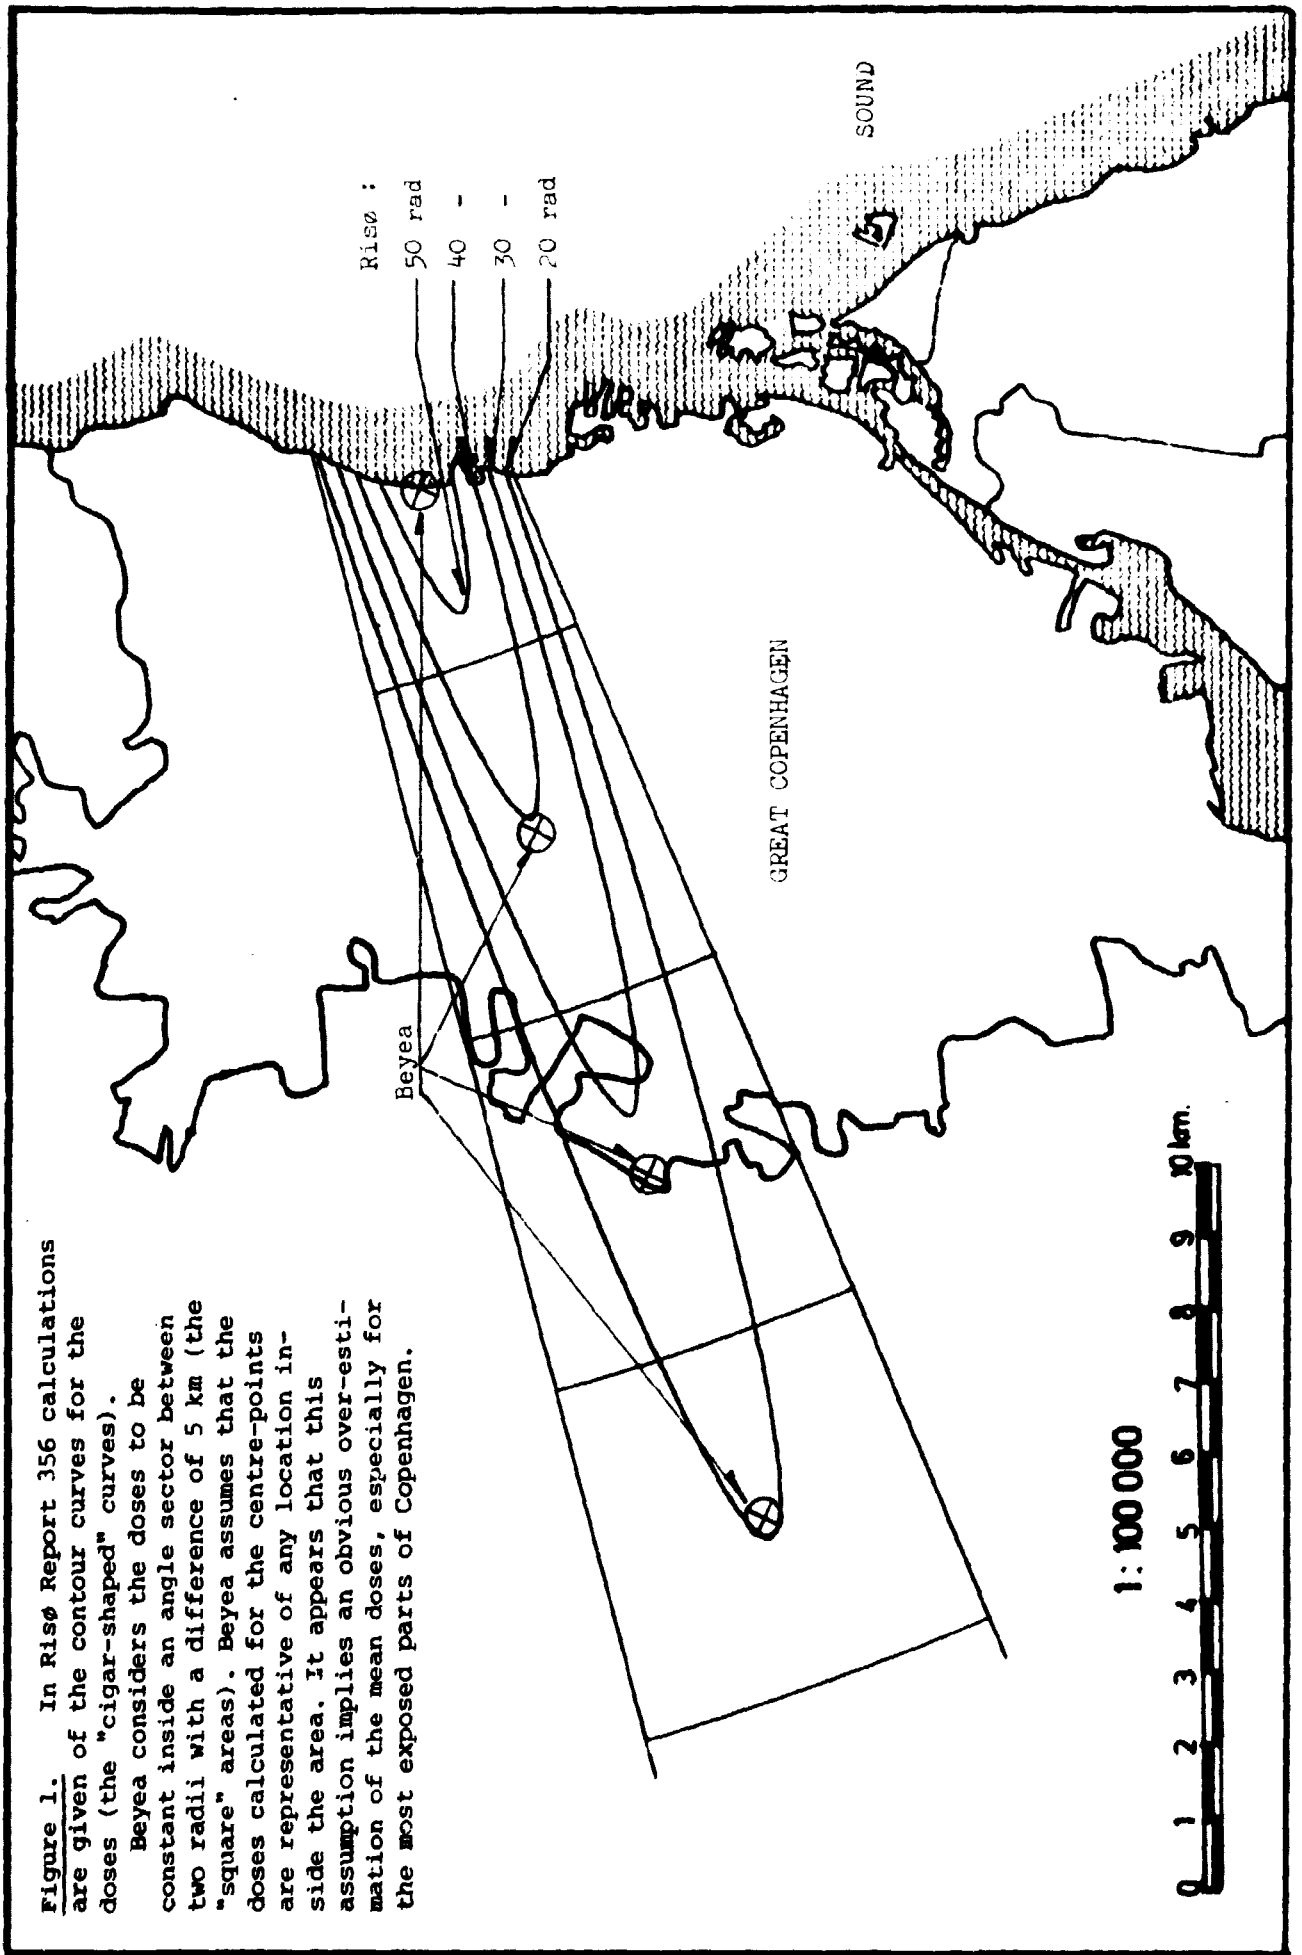 Figure 1. In Risø Report 356 calculations
are given of the contour curves for the
doses (the "cigar-shaped" curves).
Beyea considers the doses to be
constant inside an angle sector between
two radii with a difference of 5 km (the
"square" areas). Beyea assumes that the
doses calculated for the centre-points
are representative of any location in-
side the area. It appears that this
assumption implies an obvious over-esti-
mation of the mean doses, especially for
the most exposed parts of Copenhagen.
Risø :
50 rad
40 -
30 -
20 rad
Beyea
SOUND
GREAT COPENHAGEN
1:100 000
0 1 2 3 4 5 6 7 8 9 10 km.